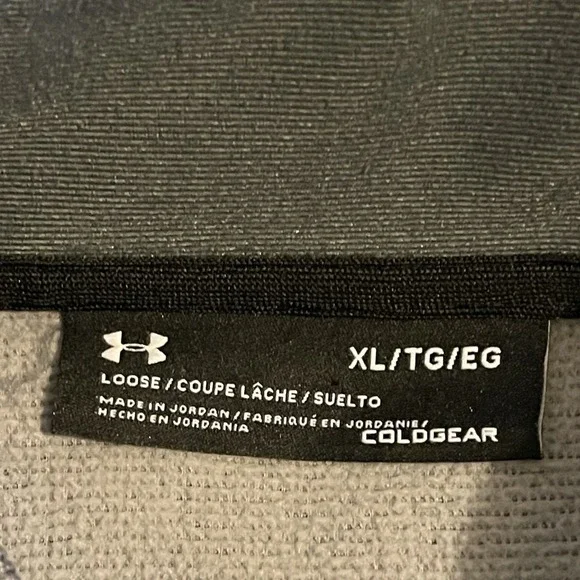 XL/TG/EG
LOOSE / COUPE LÂCHE / SUELTO
MADE IN JORDAN / FABRIQUÉ EN JORDANIE/
HECHO EN JORDANIA
COLDGEAR